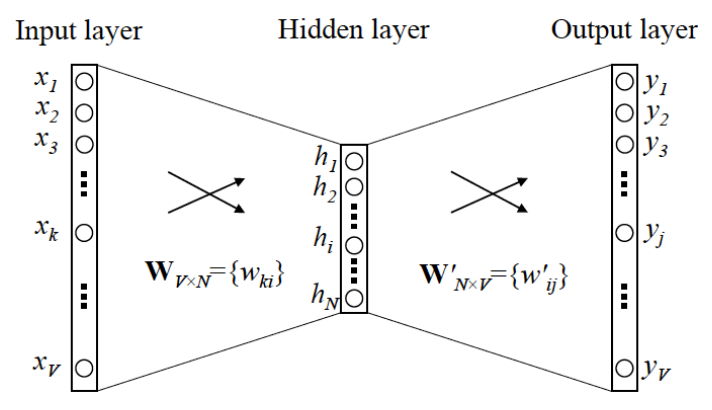 Input layer Hidden layer Output layer
x1 y1
x2 y2
x3 y3
h1
h2
xk hi yj
W V×N={wki} W' N×V={w'ij}
hN
xV yV